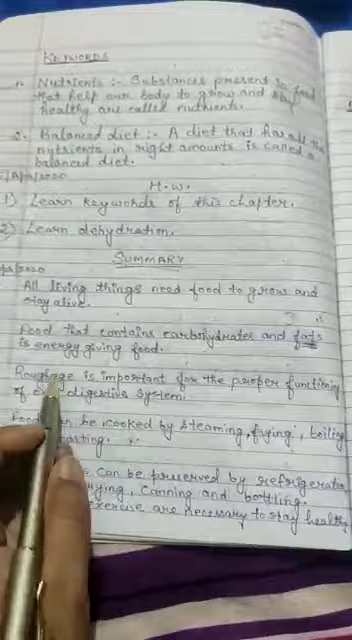 KEYWORDS
1. Nutrients :- Substances present in food
that help our body to grow and stay
healthy are called nutrients.
2. Balanced diet :- A diet that has all the
nutrients in right amounts is called a
balanced diet.
2020
H.W.
1) Learn keywords of this chapter.
2) Learn dehydration.
SUMMARY
2020
All living things need food to grow and
stay alive.
Food that contains carbohydrates and fats
is energy giving food.
Roughage is important for the proper functioning
of our digestive system.
Food can be cooked by steaming, frying, boiling
can be preserved by refrigeratio
canning and bottling.
exercise are necessary to stay healthy